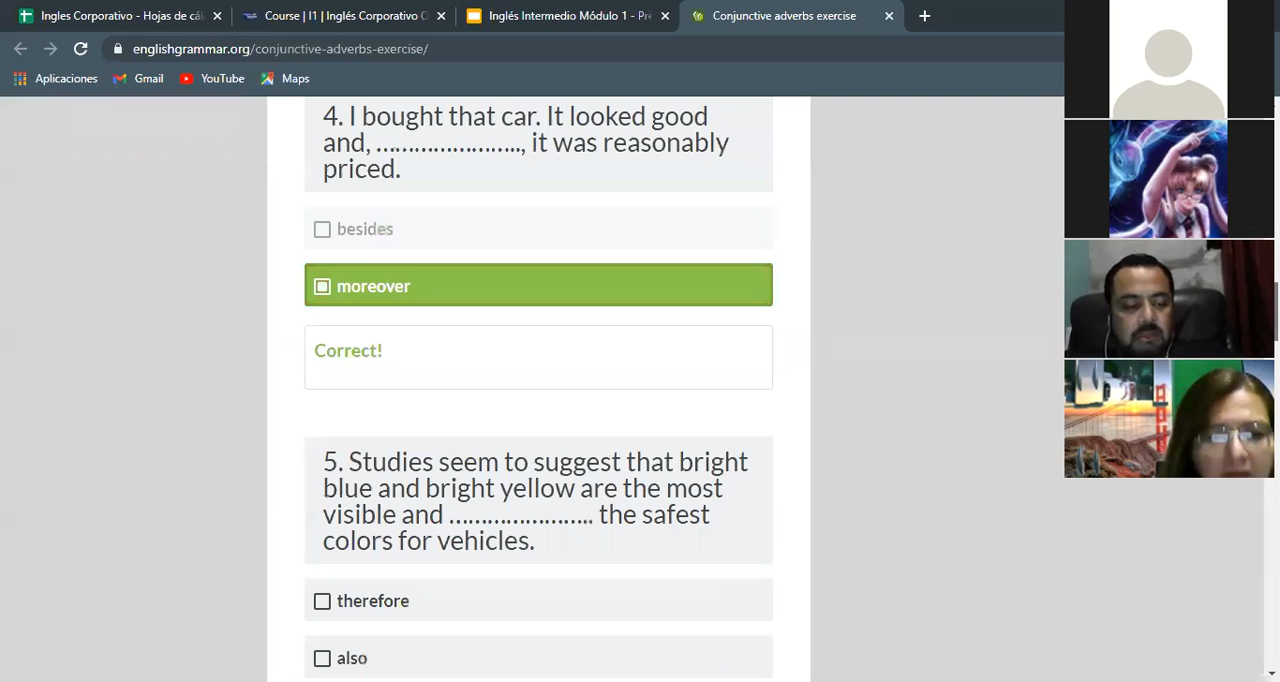 Ingles Corporativo - Hojas de cál
Course | I1 | Inglés Corporativo O
Inglés Intermedio Módulo 1 - Pre
Conjunctive adverbs exercise
englishgrammar.org/conjunctive-adverbs-exercise/
Aplicaciones
Gmail
YouTube
Maps
4. I bought that car. It looked good
and, …………………., it was reasonably
priced.
besides
moreover
Correct!
5. Studies seem to suggest that bright
blue and bright yellow are the most
visible and ………………….. the safest
colors for vehicles.
therefore
also